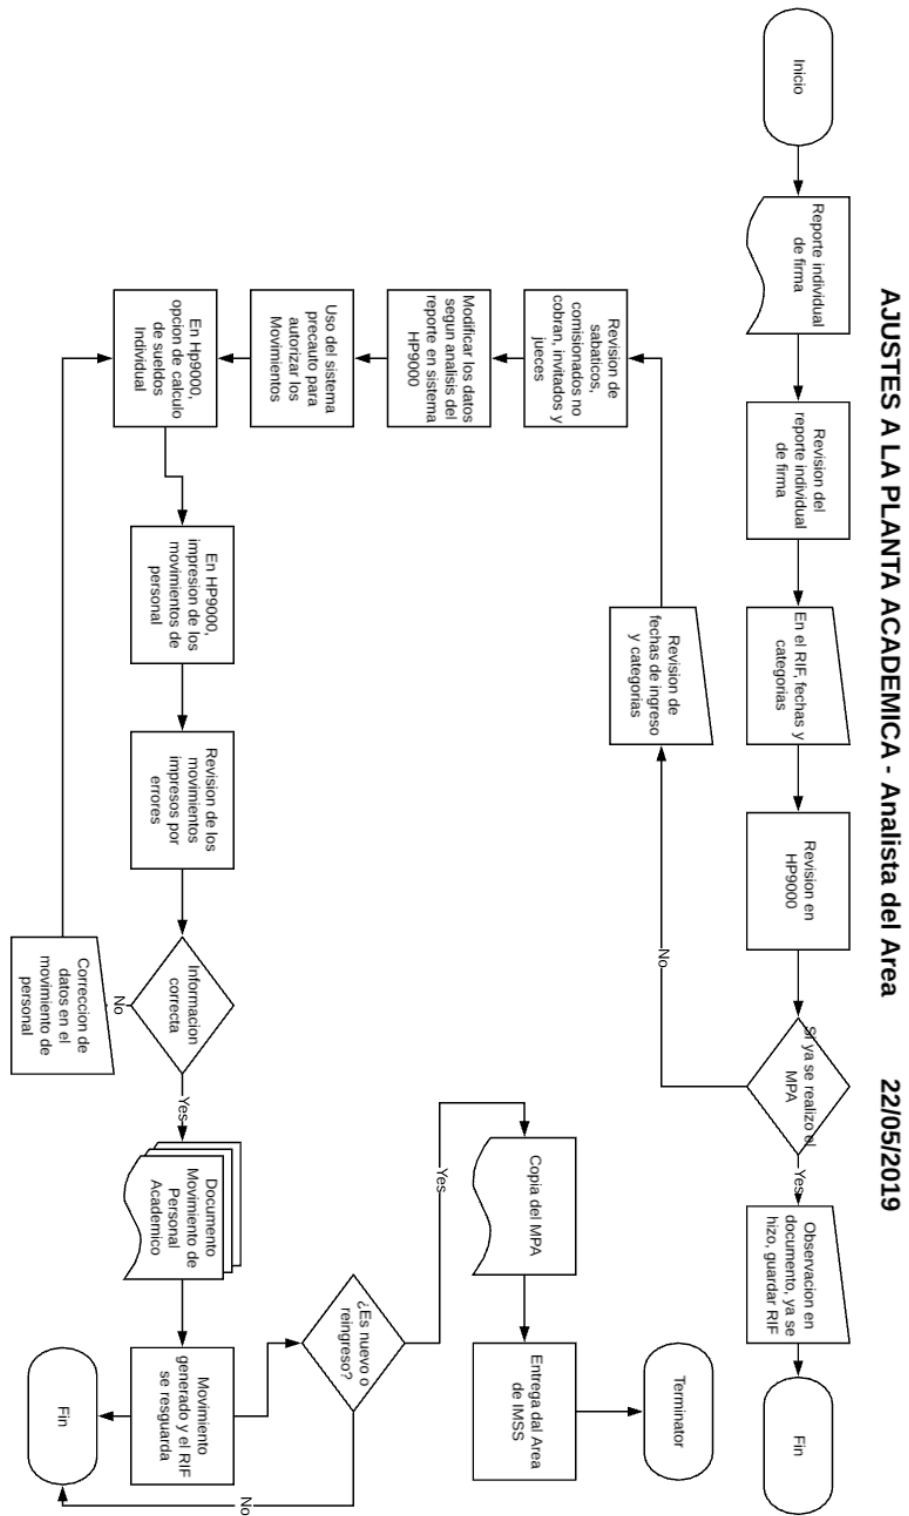 AJUSTES A LA PLANTA ACADEMICA - Analista del Area 22/05/2019
Inicio
Reporte individual
de firma
Revision del
reporte individual
de firma
En el RIF, fechas y
categorias
Revision en
HP9000
Si ya se realizo el
MPA
Yes
Observacion en
documento, ya se
hizo, guardar RIF
Fin
No
Revision de
fechas de ingreso
y categorias
Revision de
sabaticos,
comisionados no
cobran, invitados y
jueces
Modificar los datos
segun analisis del
reporte en sistema
HP9000
Uso del sistema
precauto para
autorizar los
Movimientos
En Hp9000,
opcion de calculo
de sueldos
Individual
En HP9000,
impresion de los
movimientos de
personal
Revision de los
movimientos
impresos por
errores
Informacion
correcta
No
Correccion de
datos en el
movimiento de
personal
Yes
Documento
Movimiento de
Personal
Academico
Movimiento
generado y el RIF
se resguarda
Fin
¿Es nuevo o
reingreso?
No
Yes
Copia del MPA
Entrega dal Area
de IMSS
Terminator